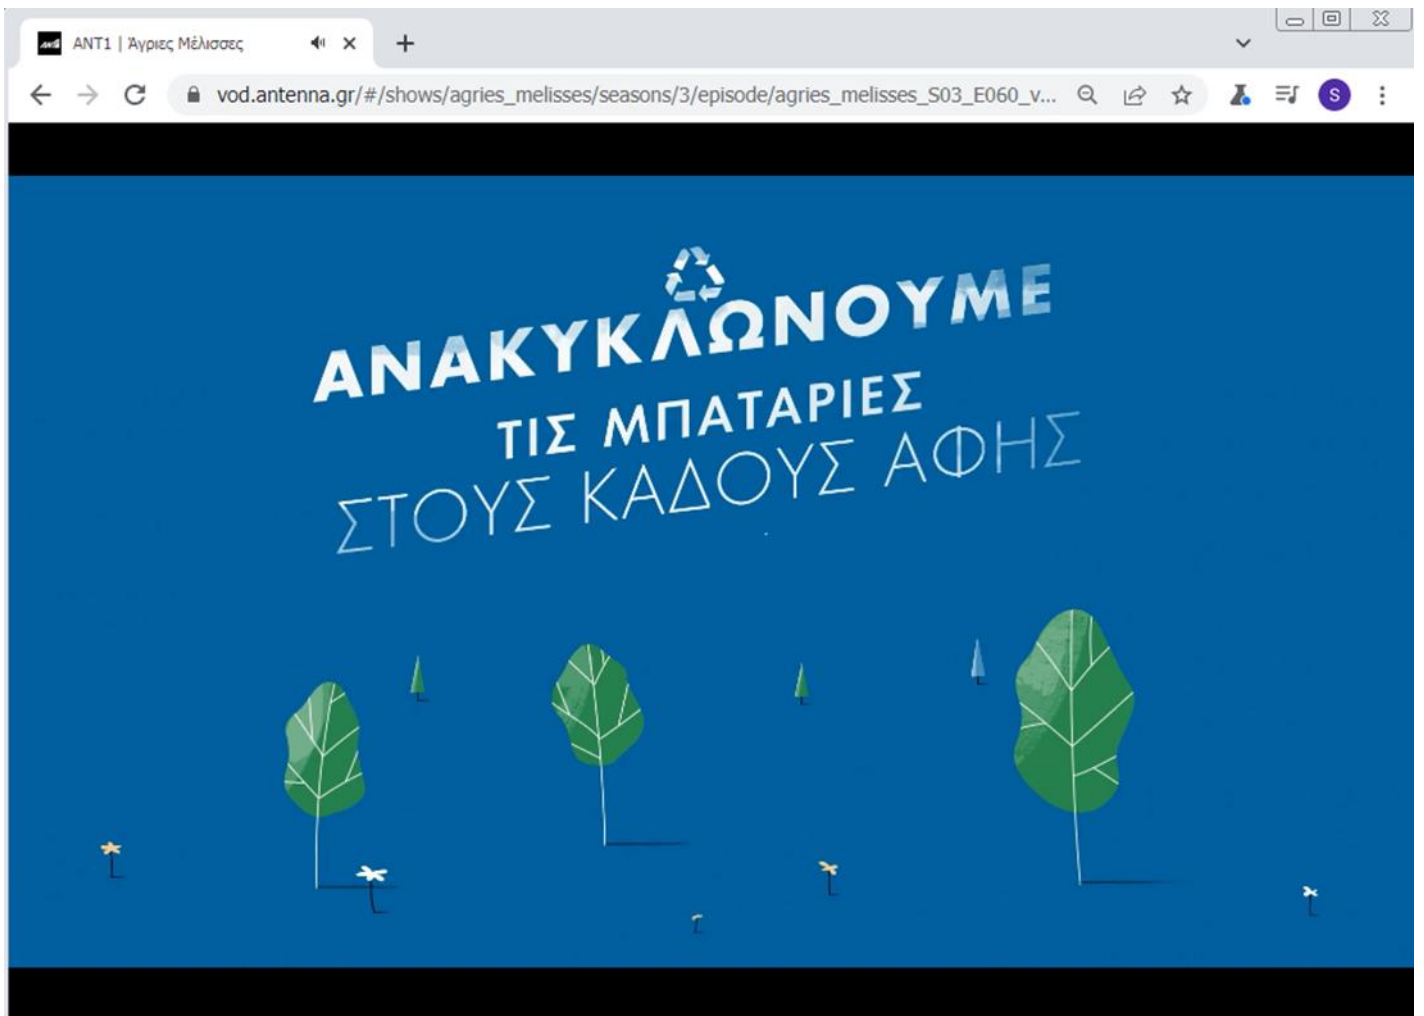 ANT1 | Άγριες Μέλισσες
vod.antenna.gr/#/shows/agries_melisses/seasons/3/episode/agries_melisses_S03_E060_v...
S
ΑΝΑΚΥΚΛΩΝΟΥΜΕ
ΤΙΣ ΜΠΑΤΑΡΙΕΣ
ΣΤΟΥΣ ΚΑΔΟΥΣ ΑΦΗΣ